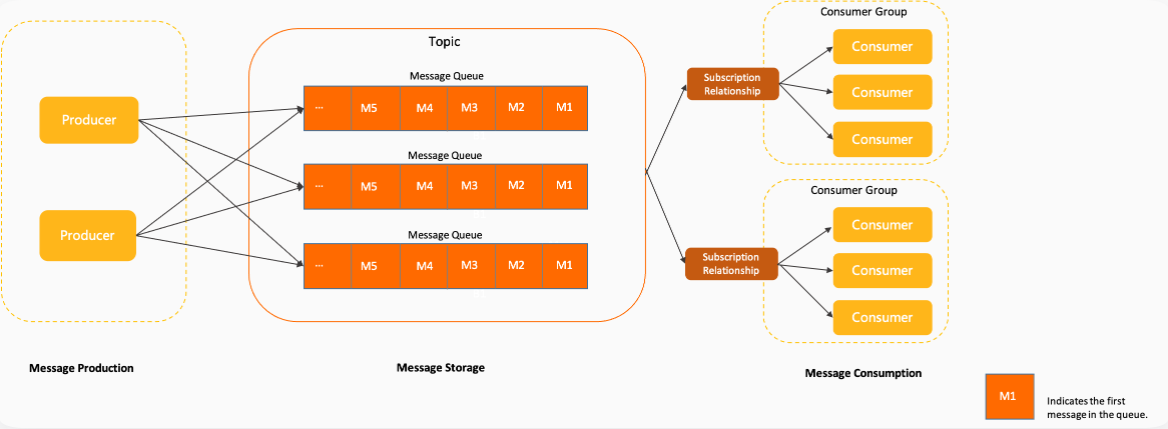 Producer
Producer
Message Production
Topic
Message Queue
... M5 M4 M3 M2 M1
Message Queue
... M5 M4 M3 M2 M1
Message Queue
... M5 M4 M3 M2 M1
Message Storage
Subscription
Relationship
Subscription
Relationship
Consumer Group
Consumer
Consumer
Consumer
Consumer Group
Consumer
Consumer
Consumer
Message Consumption
M1
Indicates the first
message in the queue.